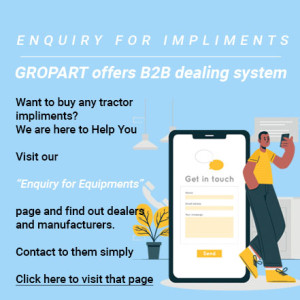 ENQUIRY FOR IMPLIMENTS
GROPART offers B2B dealing system
Want to buy any tractor
impliments?
We are here to Help You
Visit our
"Enquiry for Equipments"
page and find out dealers
and manufacturers.
Contact to them simply
Click here to visit that page
Get in touch
Send